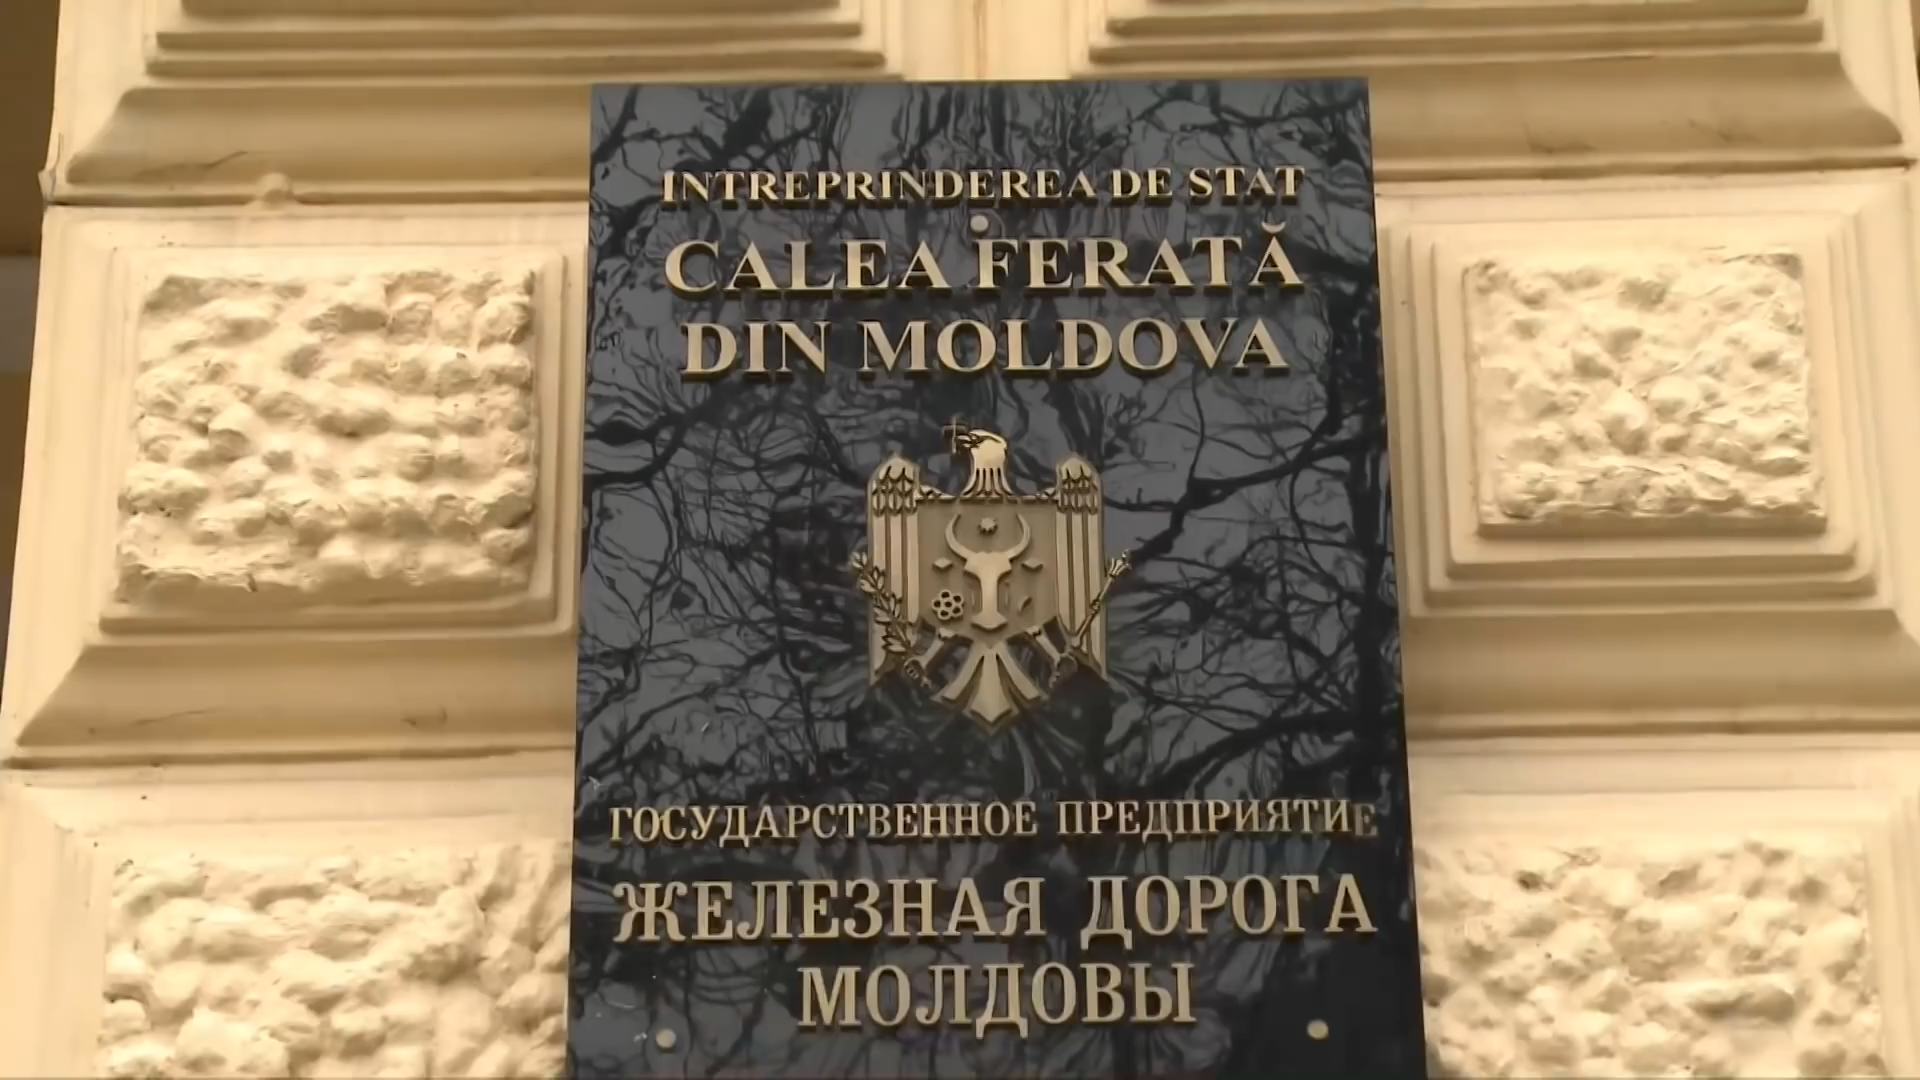 INTREPRINDEREA DE STAT
CALEA FERATĂ
DIN MOLDOVA
ГОСУДАРСТВЕННОЕ ПРЕДПРИЯТИЕ
ЖЕЛЕЗНАЯ ДОРОГА
МОЛДОВЫ